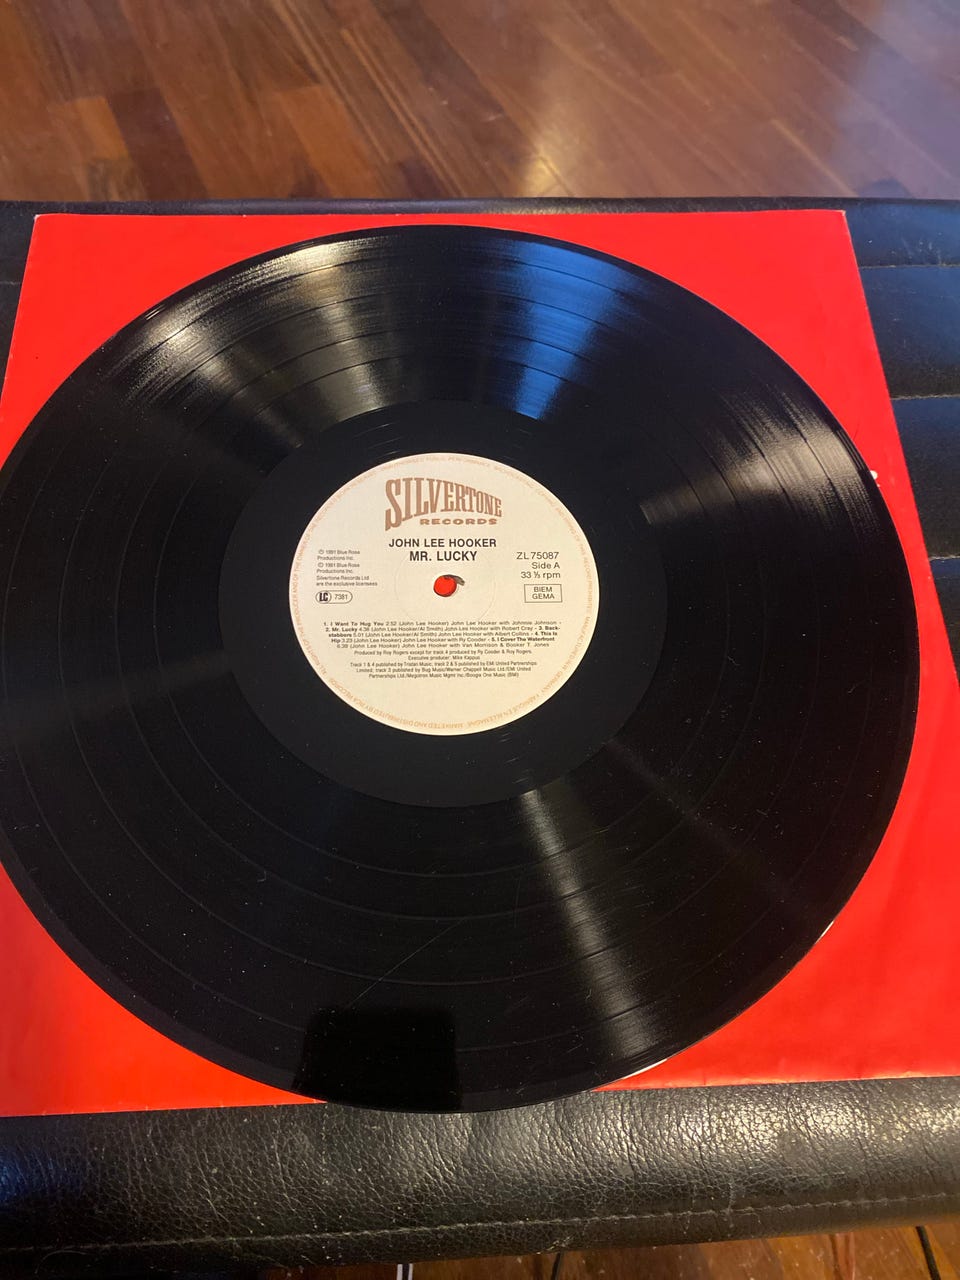 SILVERTONE
RECORDS
JOHN LEE HOOKER
MR. LUCKY
℗ 1991 Blue Rose
Productions Inc.
© 1991 Blue Rose
Productions Inc.
Silvertone Records Ltd
are the exclusive licensees
LC 7381
ZL 75087
Side A
33 ⅓ rpm
BIEM
GEMA
1. I Want To Hug You 2:52 (John Lee Hooker) John Lee Hooker with Johnnie Johnson -
2. Mr. Lucky 4:38 (John Lee Hooker/Al Smith) John Lee Hooker with Robert Cray - 3. Back-
stabbers 5.01 (John Lee Hooker/Al Smith) John Lee Hooker with Albert Collins - 4. This is
Hip 3.23 (John Lee Hooker) John Lee Hooker with Ry Cooder - 5. I Cover The Waterfront
6.39 (John Lee Hooker) John Lee Hooker with Van Morrison & Booker T. Jones
Produced by Roy Rogers except for track 4 produced by Ry Cooder & Roy Rogers.
Executive producer: Mike Kappus
Track 1 & 4 published by Tristan Music; track 2 & 5 published by EMI United Partnerships
Limited; track 3 published by Bug Music/Warner Chappell Music Ltd./EMI United
Partnerships Ltd./Megatron Music Mgmt Inc./Boogie One Music (BMI)
MARKETED AND DISTRIBUTED BY RCA RECORDS